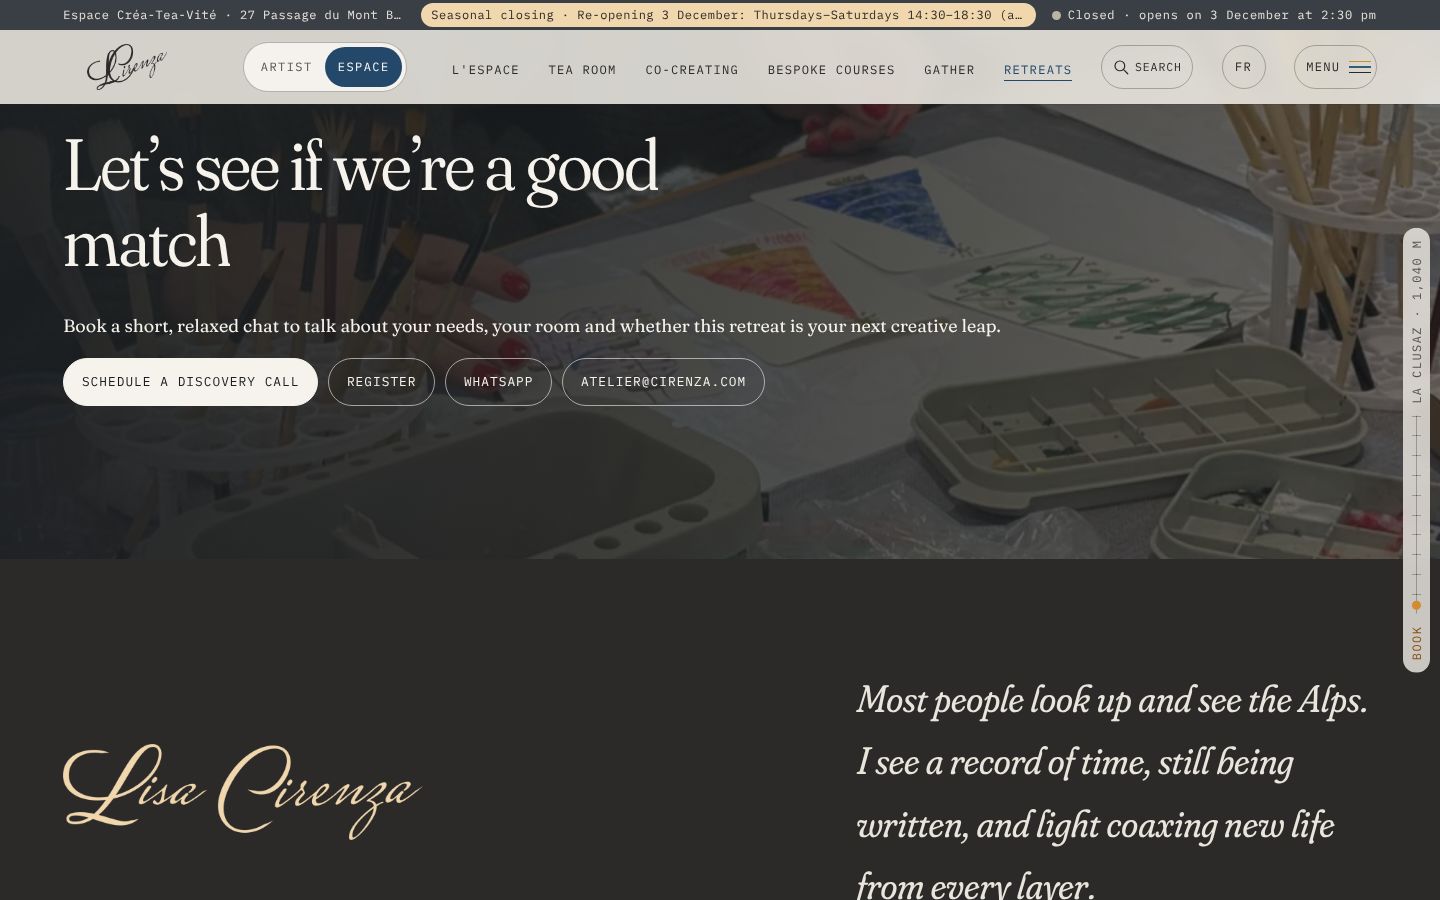 Espace Créa-Tea-Vité · 27 Passage du Mont B…
Seasonal closing · Re-opening 3 December: Thursdays–Saturdays 14:30–18:30 (a…
Closed · opens on 3 December at 2:30 pm
Cirenza
ARTIST
ESPACE
L'ESPACE
TEA ROOM
CO-CREATING
BESPOKE COURSES
GATHER
RETREATS
SEARCH
FR
MENU
Let’s see if we’re a good
match
Book a short, relaxed chat to talk about your needs, your room and whether this retreat is your next creative leap.
SCHEDULE A DISCOVERY CALL
REGISTER
WHATSAPP
ATELIER@CIRENZA.COM
LA CLUSAZ · 1,040 M
BOOK
Lisa Cirenza
Most people look up and see the Alps.
I see a record of time, still being
written, and light coaxing new life
from every layer.